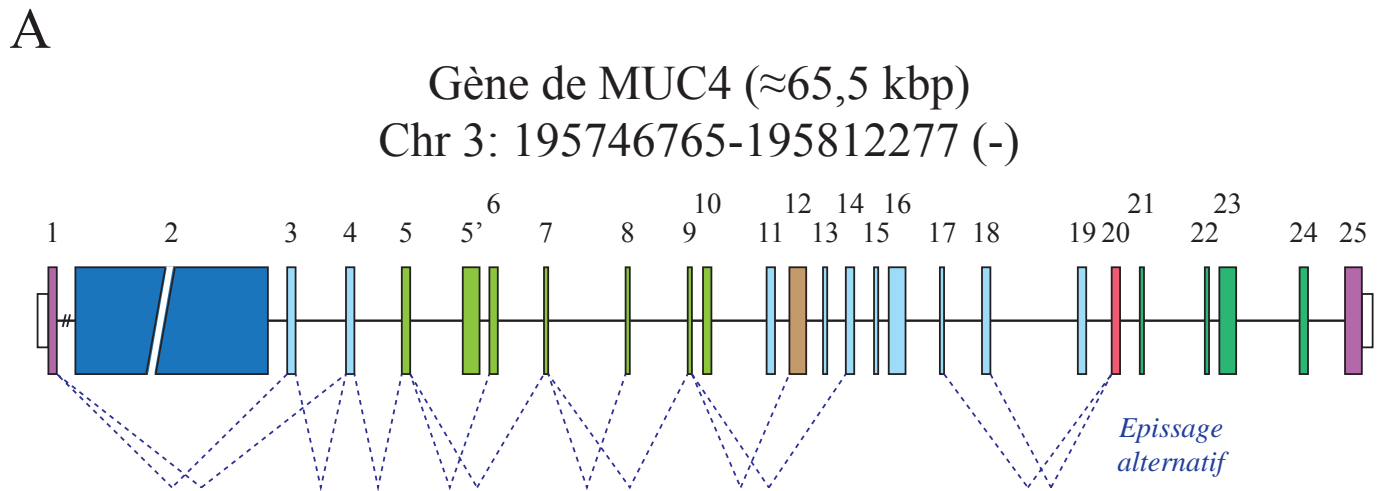 A
Gène de MUC4 (≈65,5 kbp)
Chr 3: 195746765-195812277 (-)
6 10 12 14 16 21 23
1 2 3 4 5 5’ 7 8 9 11 13 15 17 18 19 20 22 24 25
//
Epissage
alternatif